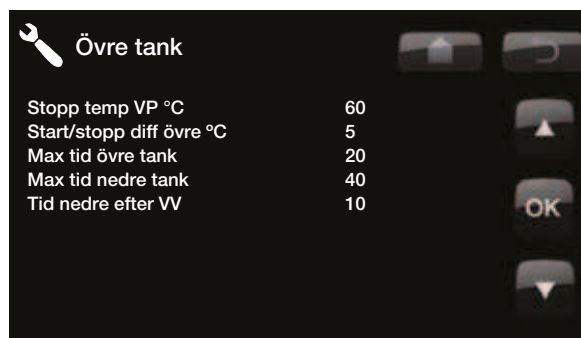 Övre tank
Stopp temp VP °C 60
Start/stopp diff övre ºC 5
Max tid övre tank 20
Max tid nedre tank 40
Tid nedre efter VV 10
OK